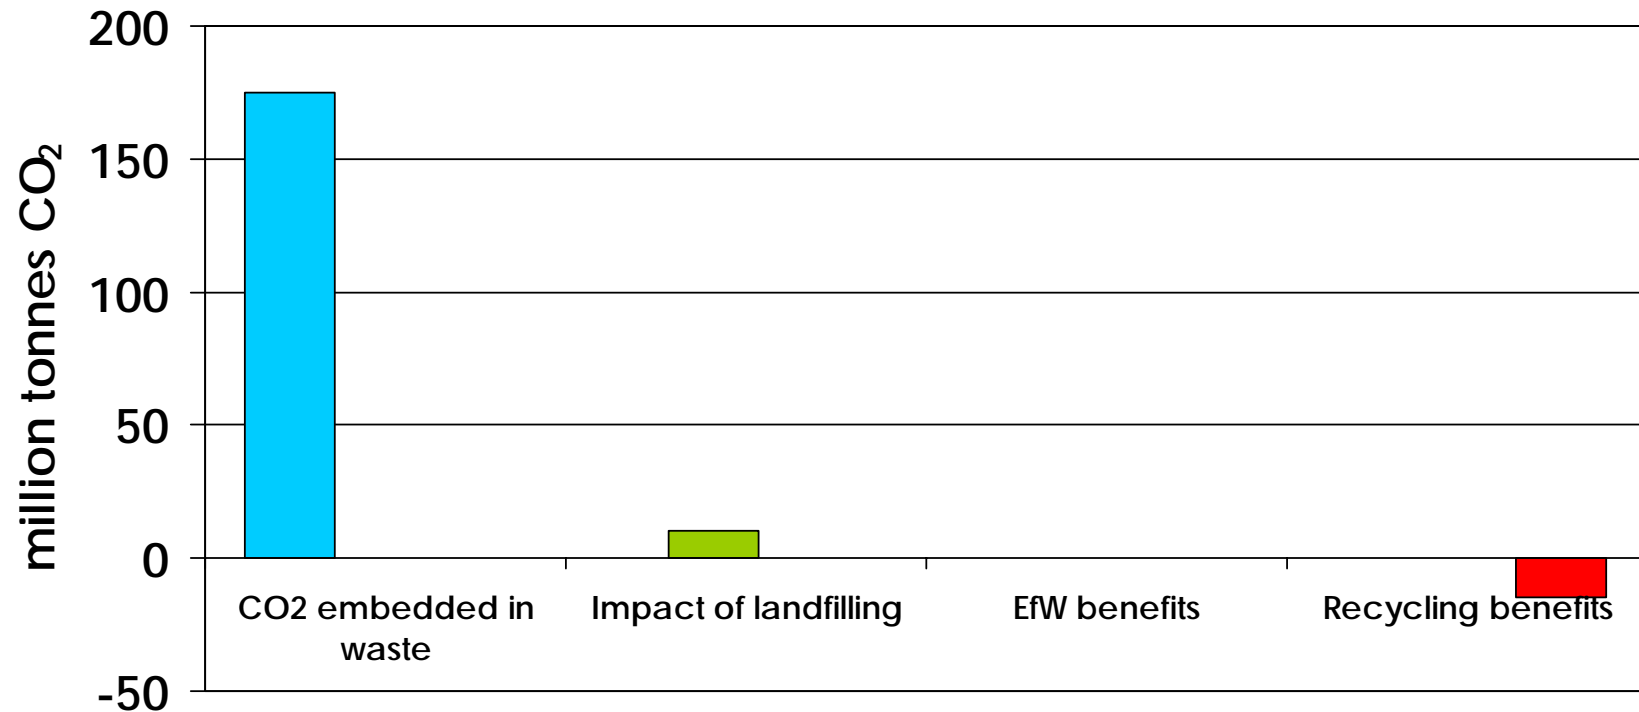 200
150
100
50
0
-50
million tonnes CO₂
CO2 embedded in
waste
Impact of landfilling
EfW benefits
Recycling benefits